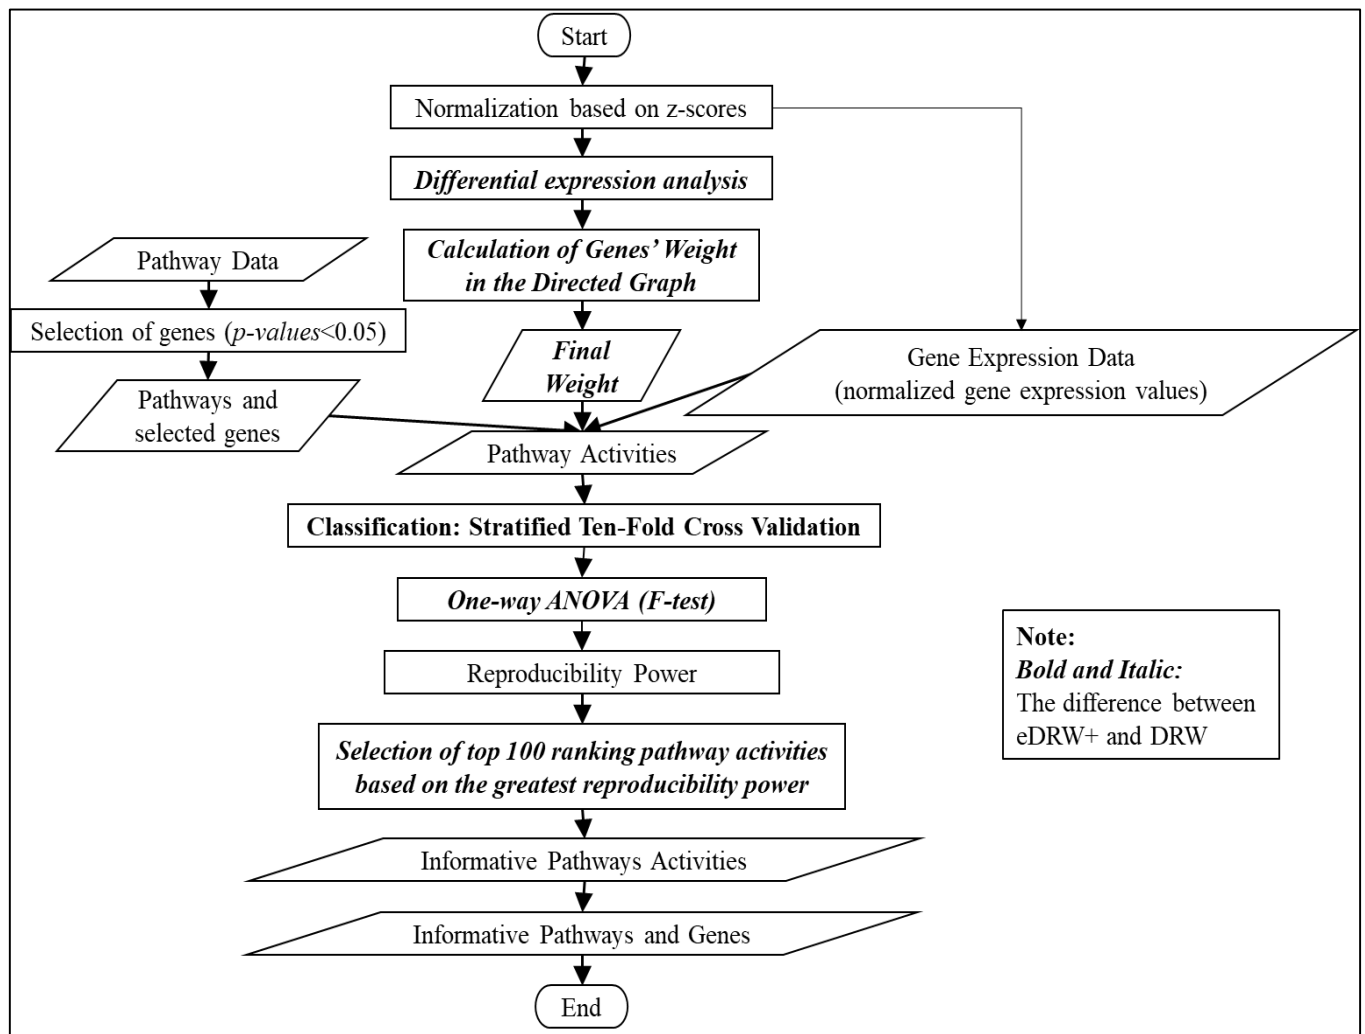 Start
Normalization based on z-scores
Differential expression analysis
Calculation of Genes’ Weight
in the Directed Graph
Pathway Data
Selection of genes (p-values<0.05)
Final
Weight
Gene Expression Data
(normalized gene expression values)
Pathways and
selected genes
Pathway Activities
Classification: Stratified Ten-Fold Cross Validation
One-way ANOVA (F-test)
Reproducibility Power
Selection of top 100 ranking pathway activities
based on the greatest reproducibility power
Informative Pathways Activities
Informative Pathways and Genes
End
Note:
Bold and Italic:
The difference between
eDRW+ and DRW